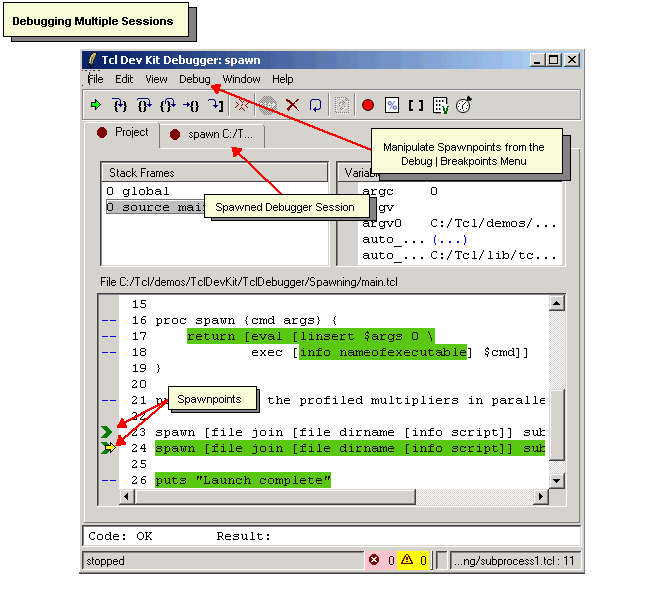 Debugging Multiple Sessions
Tcl Dev Kit Debugger: spawn
File Edit View Debug Window Help
Project
spawn C:/T...
Manipulate Spawnpoints from the
Debug | Breakpoints Menu
Stack Frames
0 global
0 source
Spawned Debugger Session
argc 0
argv0 C:/Tcl/demos/...
auto_... (...)
auto_... C:/Tcl/lib/tc...
File C:/Tcl/demos/TclDevKit/TclDebugger/Spawning/main.tcl
15
16 proc spawn {cmd args} {
17 return [eval [linsert $args 0 \
18 exec [info nameofexecutable] $cmd]]
19 }
20
21 the profiled multipliers in paralle
Spawnpoints
22
23 spawn [file join [file dirname [info script]] sub
24 spawn [file join [file dirname [info script]] sub
25
26 puts "Launch complete"
Code: OK Result:
stopped 0 0 ...ng/subprocess1.tcl : 11